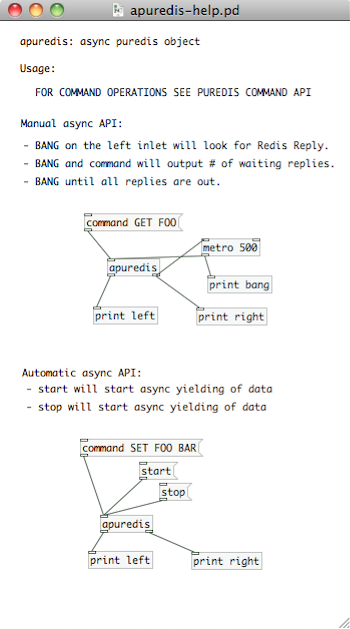 apuredis-help.pd
apuredis: async puredis object
Usage:
FOR COMMAND OPERATIONS SEE PUREDIS COMMAND API
Manual async API:
- BANG on the left inlet will look for Redis Reply.
- BANG and command will output # of waiting replies.
- BANG until all replies are out.
command GET FOO
metro 500
apuredis
print bang
print left
print right
Automatic async API:
- start will start async yielding of data
- stop will start async yielding of data
command SET FOO BAR
start
stop
apuredis
print left
print right